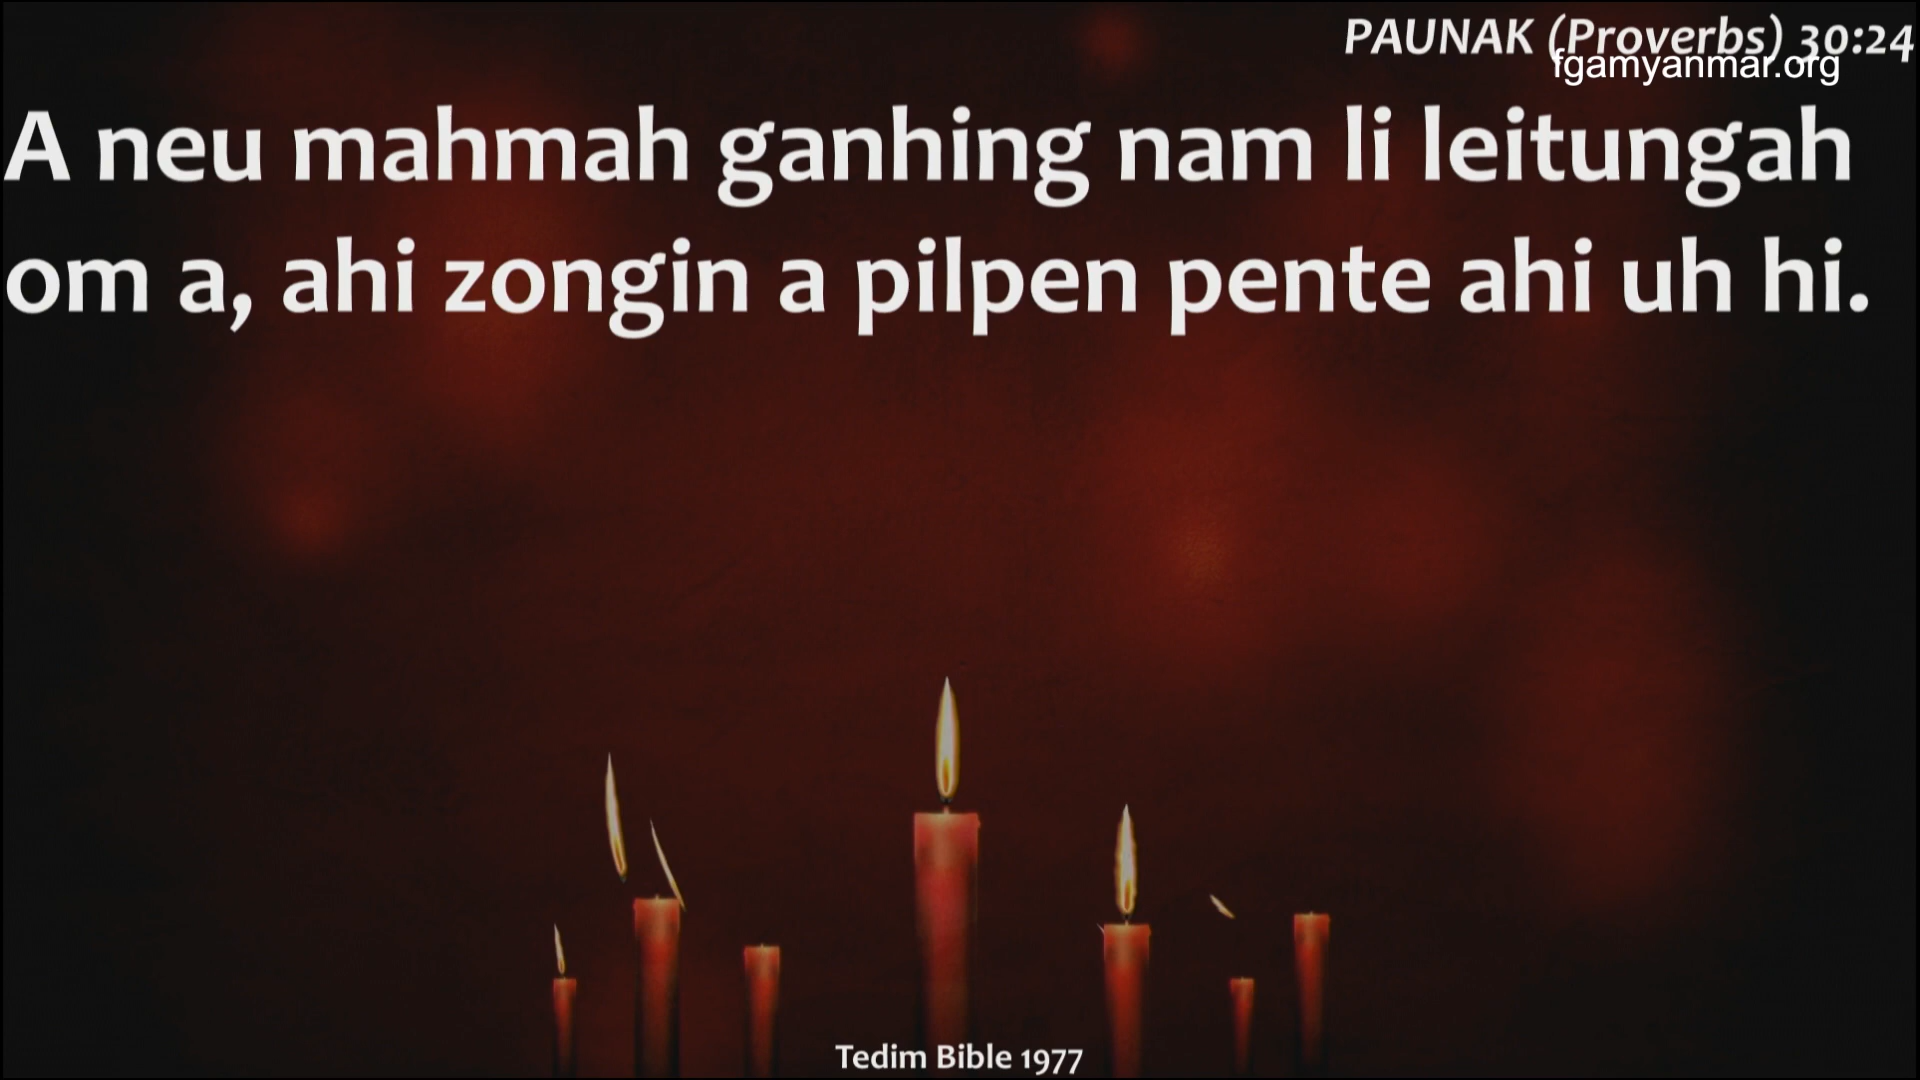 PAUNAK (Proverbs) 30:24
fgamyanmar.org
A neu mahmah ganhing nam li leitungah
om a, ahi zongin a pilpen pente ahi uh hi.
Tedim Bible 1977